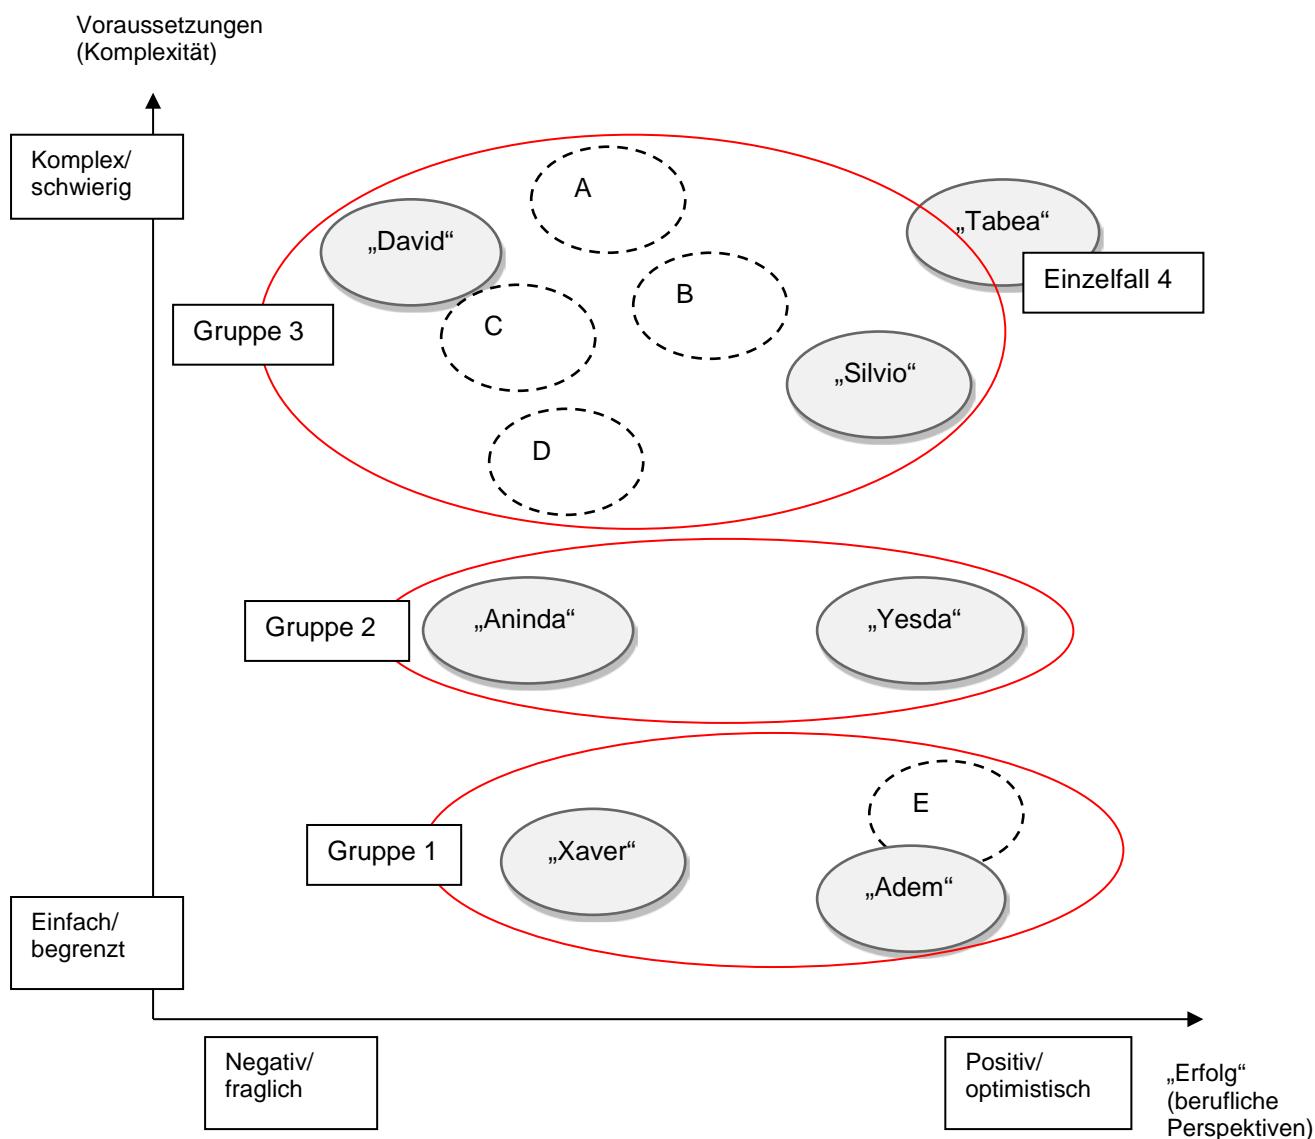 Voraussetzungen
(Komplexität)
Komplex/
schwierig
A
„David“
„Tabea“
Einzelfall 4
B
Gruppe 3
C
„Silvio“
D
Gruppe 2
„Aninda“
„Yesda“
E
Gruppe 1
„Xaver“
„Adem“
Einfach/
begrenzt
Negativ/
fraglich
Positiv/
optimistisch
„Erfolg“
(berufliche
Perspektiven)